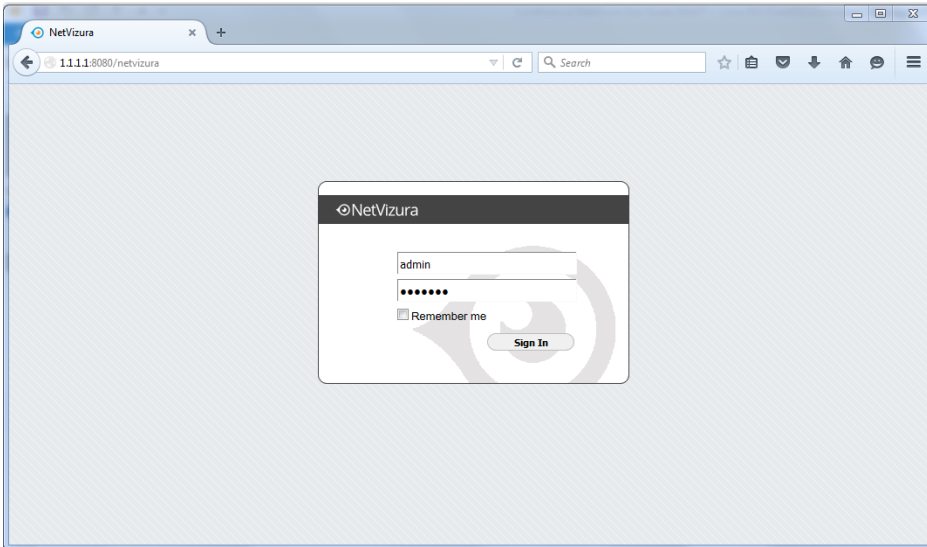 NetVizura
1.1.1.1:8080/netvizura
Search
NetVizura
admin
•••••••
Remember me
Sign In